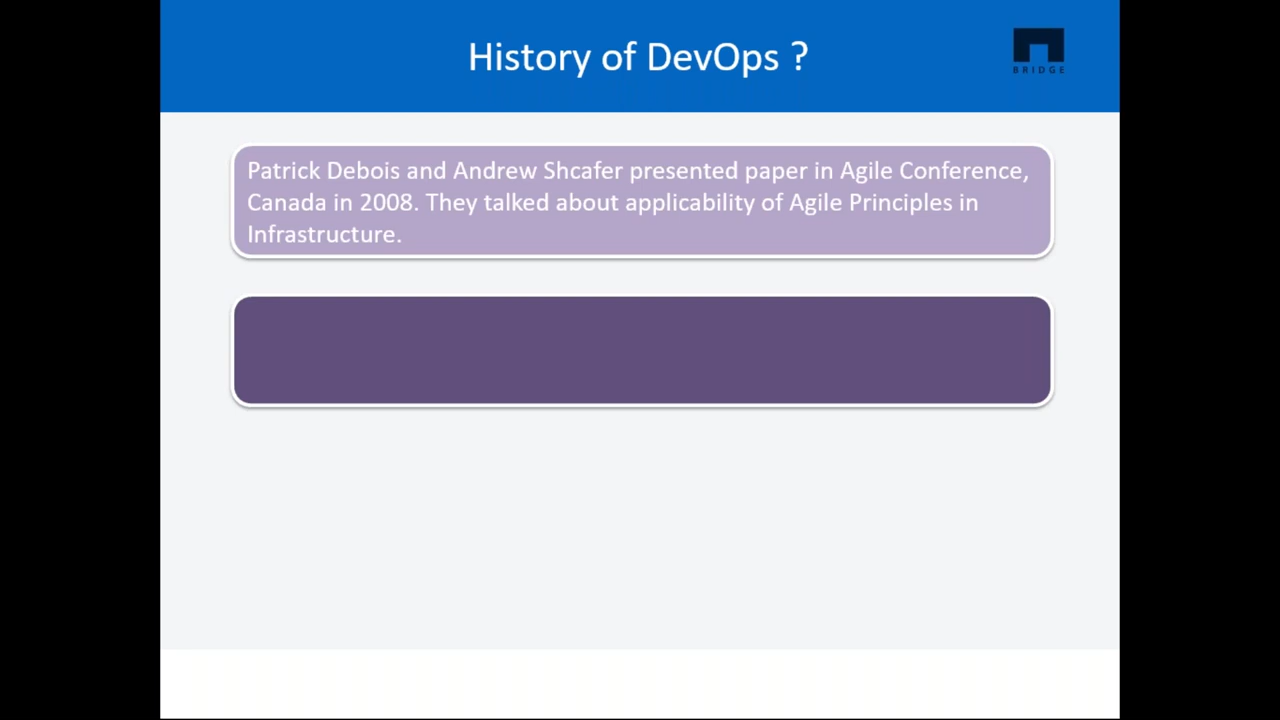 History of DevOps ?
BRIDGE
Patrick Debois and Andrew Shcafer presented paper in Agile Conference,
Canada in 2008. They talked about applicability of Agile Principles in
Infrastructure.